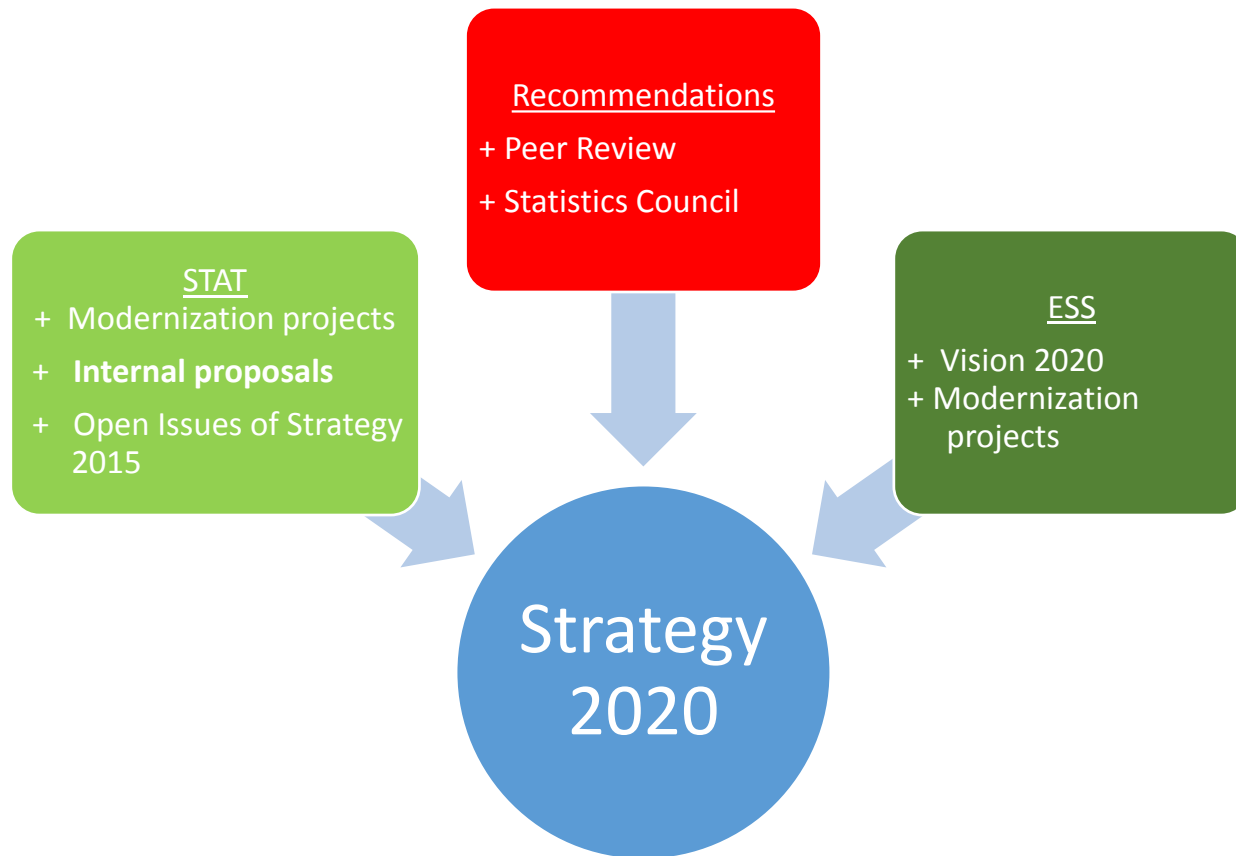 Recommendations
+ Peer Review
+ Statistics Council
STAT
+ Modernization projects
+ Internal proposals
+ Open Issues of Strategy
2015
ESS
+ Vision 2020
+ Modernization
projects
Strategy
2020